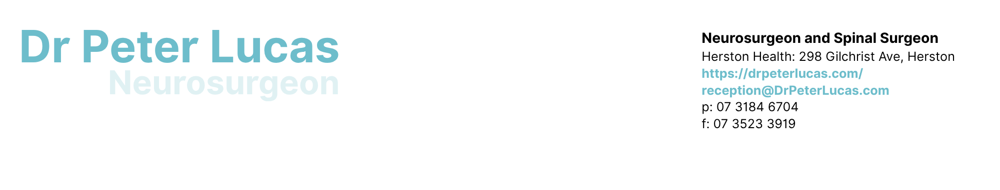 Dr Peter Lucas
Neurosurgeon
Neurosurgeon and Spinal Surgeon
Herston Health: 298 Gilchrist Ave, Herston
https://drpeterlucas.com/
reception@DrPeterLucas.com
p: 07 3184 6704
f: 07 3523 3919